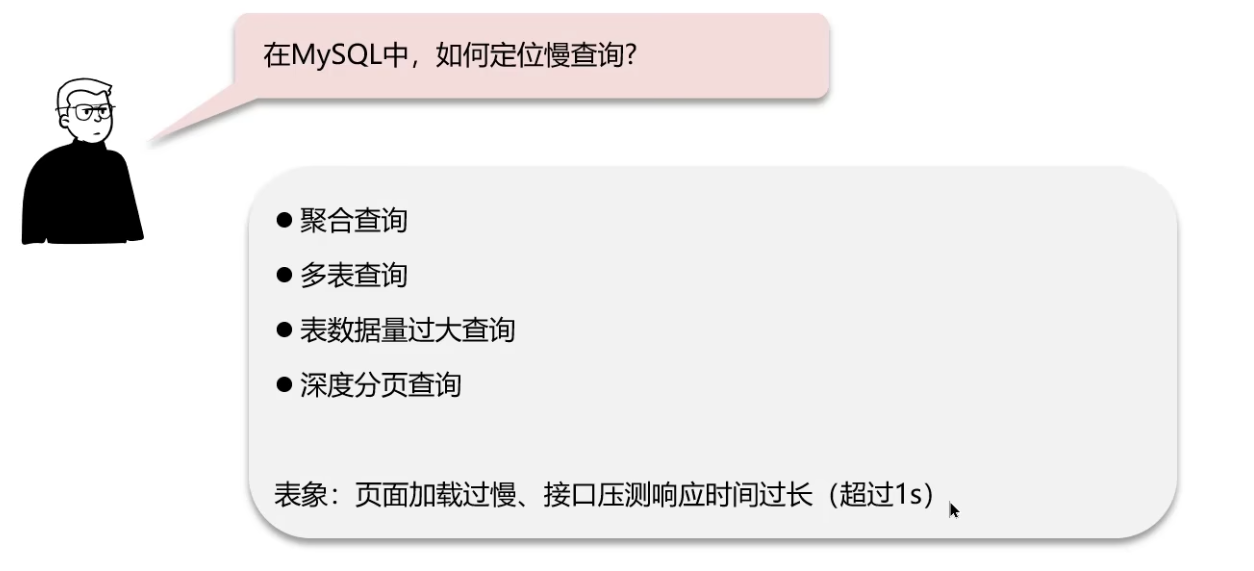 在MySQL中，如何定位慢查询?
● 聚合查询
● 多表查询
● 表数据量过大查询
● 深度分页查询
表象：页面加载过慢、接口压测响应时间过长（超过1s）